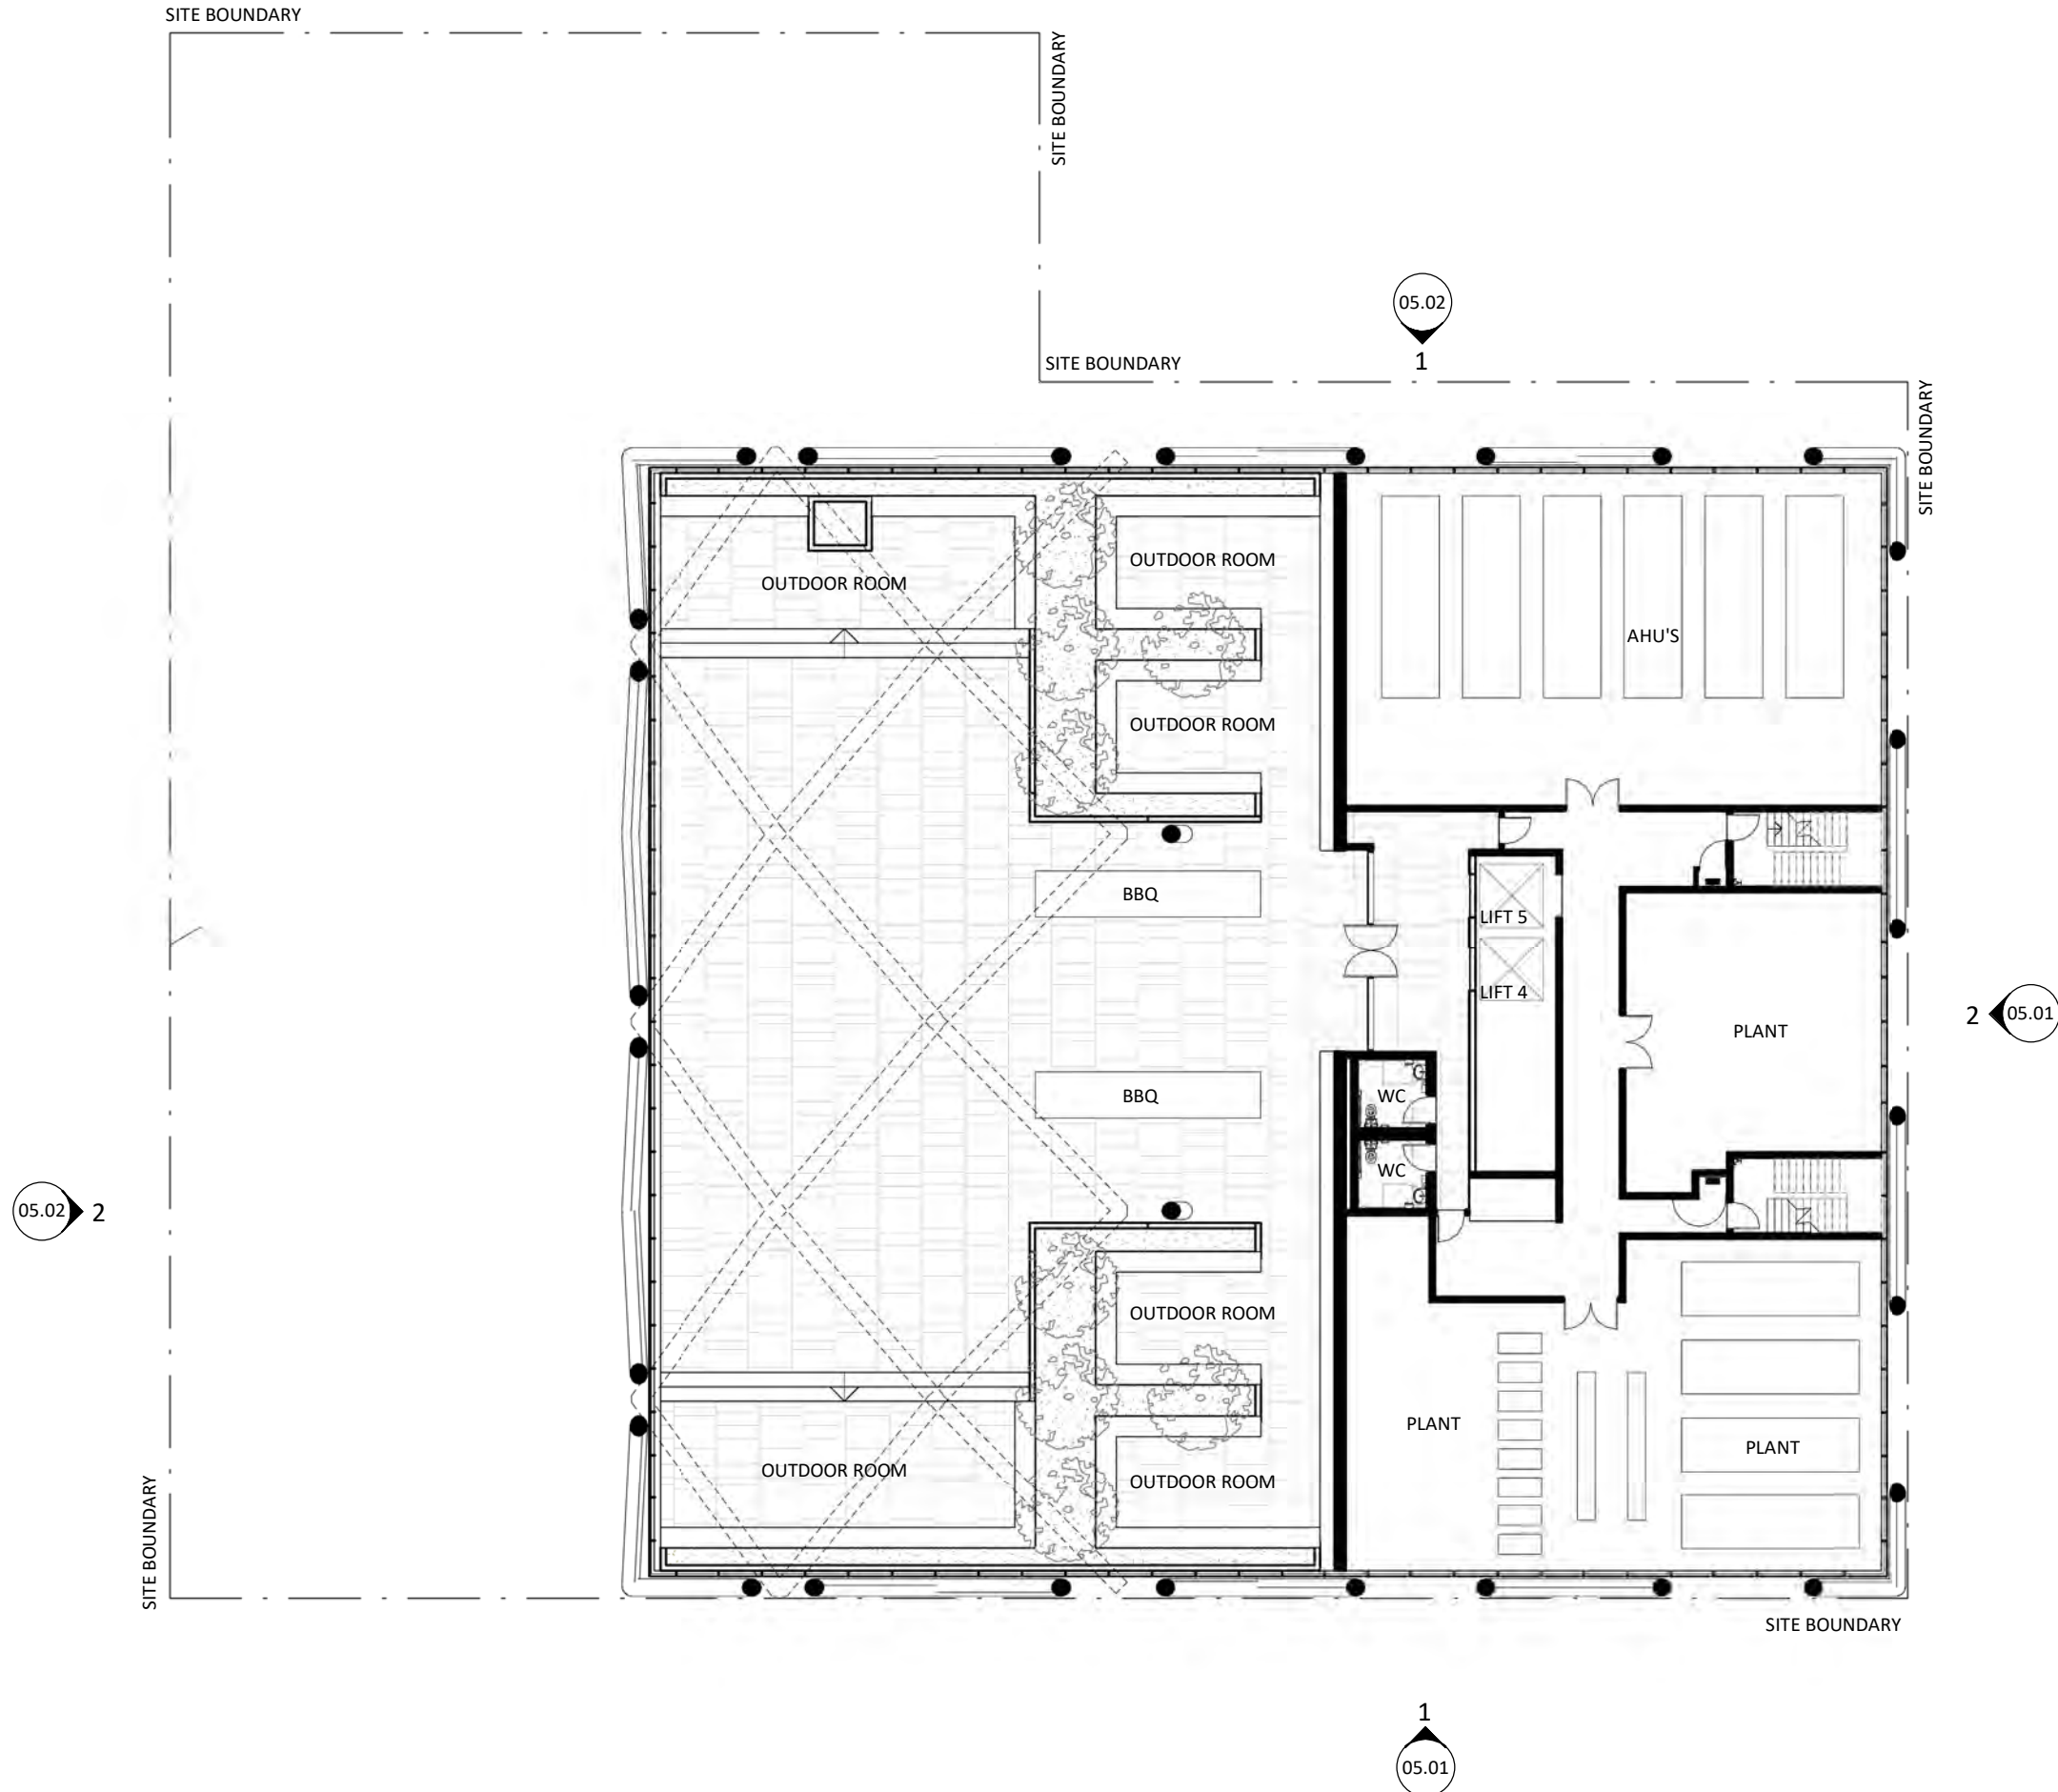 SITE BOUNDARY
SITE BOUNDARY
05.02
1
SITE BOUNDARY
SITE BOUNDARY
OUTDOOR ROOM
OUTDOOR ROOM
AHU'S
OUTDOOR ROOM
BBQ
LIFT 5
LIFT 4
2
05.01
PLANT
BBQ
WC
WC
05.02
2
OUTDOOR ROOM
PLANT
PLANT
OUTDOOR ROOM
OUTDOOR ROOM
SITE BOUNDARY
SITE BOUNDARY
1
05.01